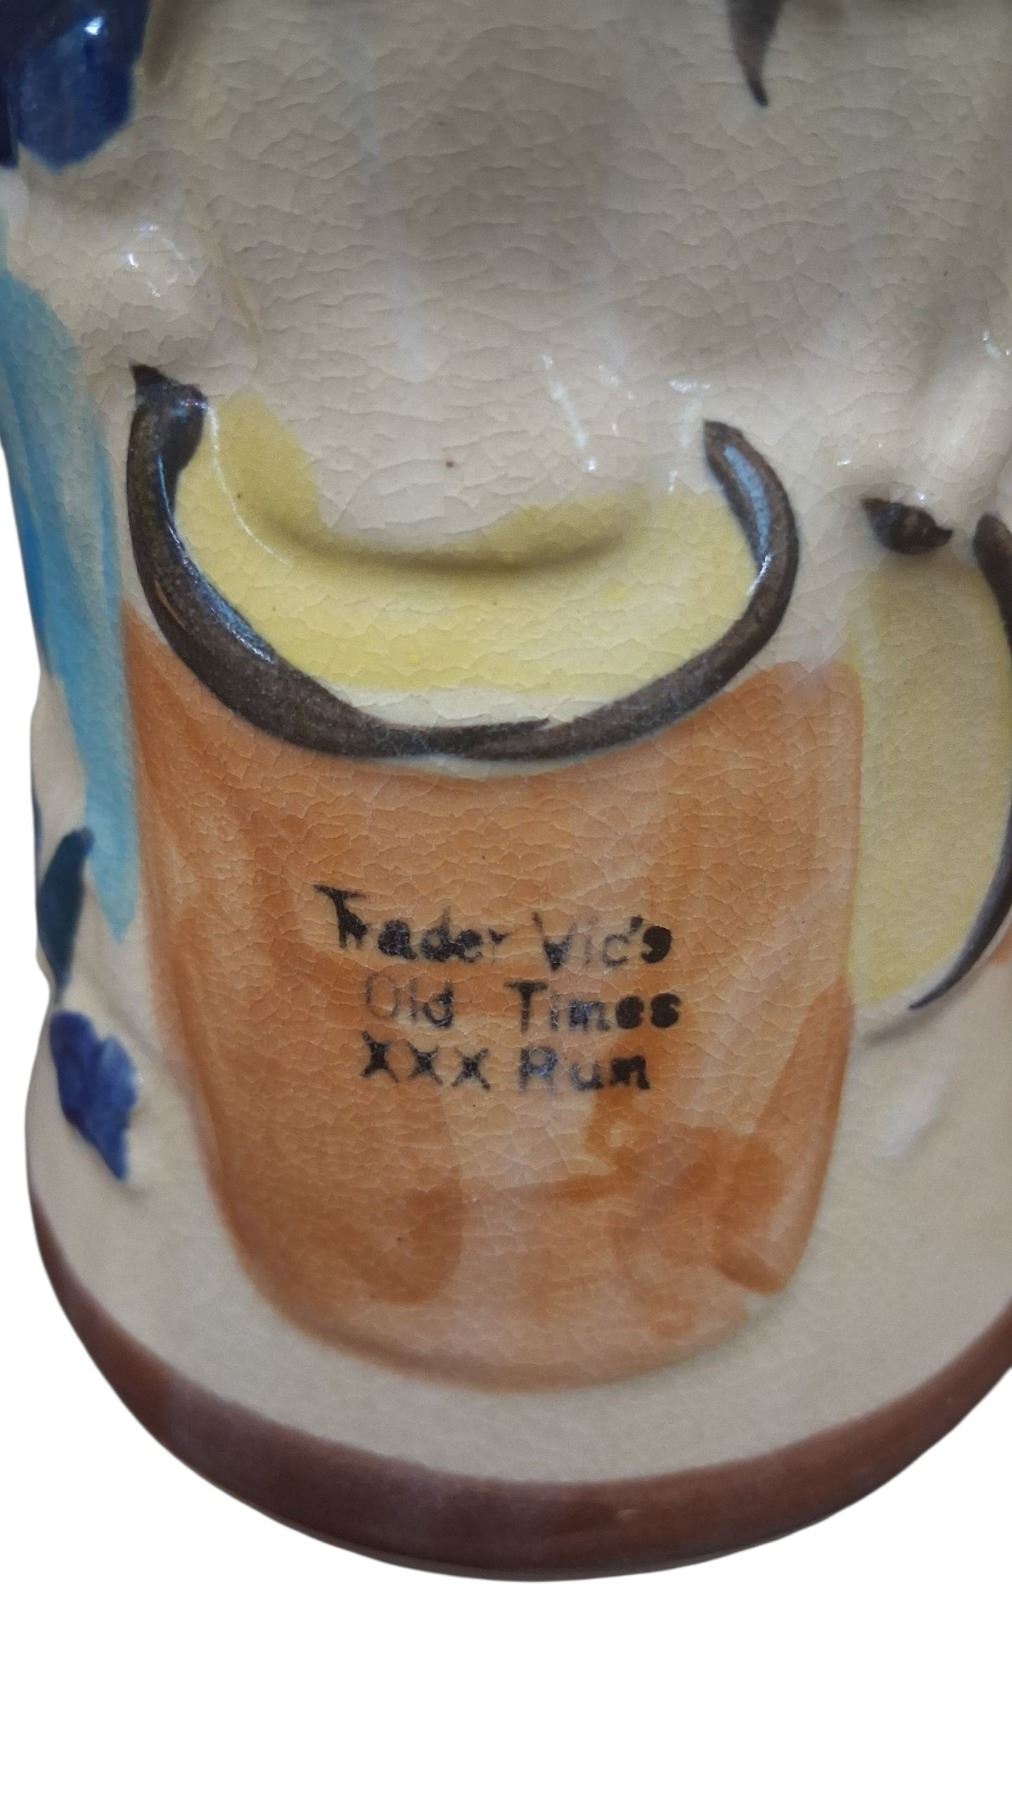 Trader Vic's
Old Times
XXX Rum